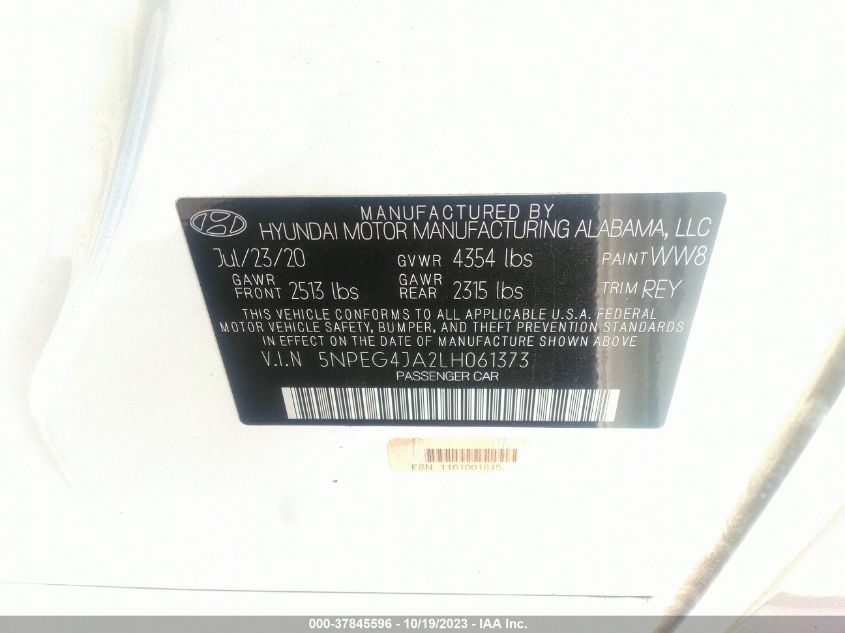 MANUFACTURED BY
HYUNDAI MOTOR MANUFACTURING ALABAMA, LLC
Jul/23/20 GVWR 4354 lbs PAINT WW8
GAWR FRONT 2513 lbs GAWR REAR 2315 lbs TRIM REY
THIS VEHICLE CONFORMS TO ALL APPLICABLE U.S.A. FEDERAL
MOTOR VEHICLE SAFETY, BUMPER, AND THEFT PREVENTION STANDARDS
IN EFFECT ON THE DATE OF MANUFACTURE SHOWN ABOVE.
V.I.N 5NPEG4JA2LH061373
PASSENGER CAR
ESN:
000-37845596 - 10/19/2023 - IAA Inc.